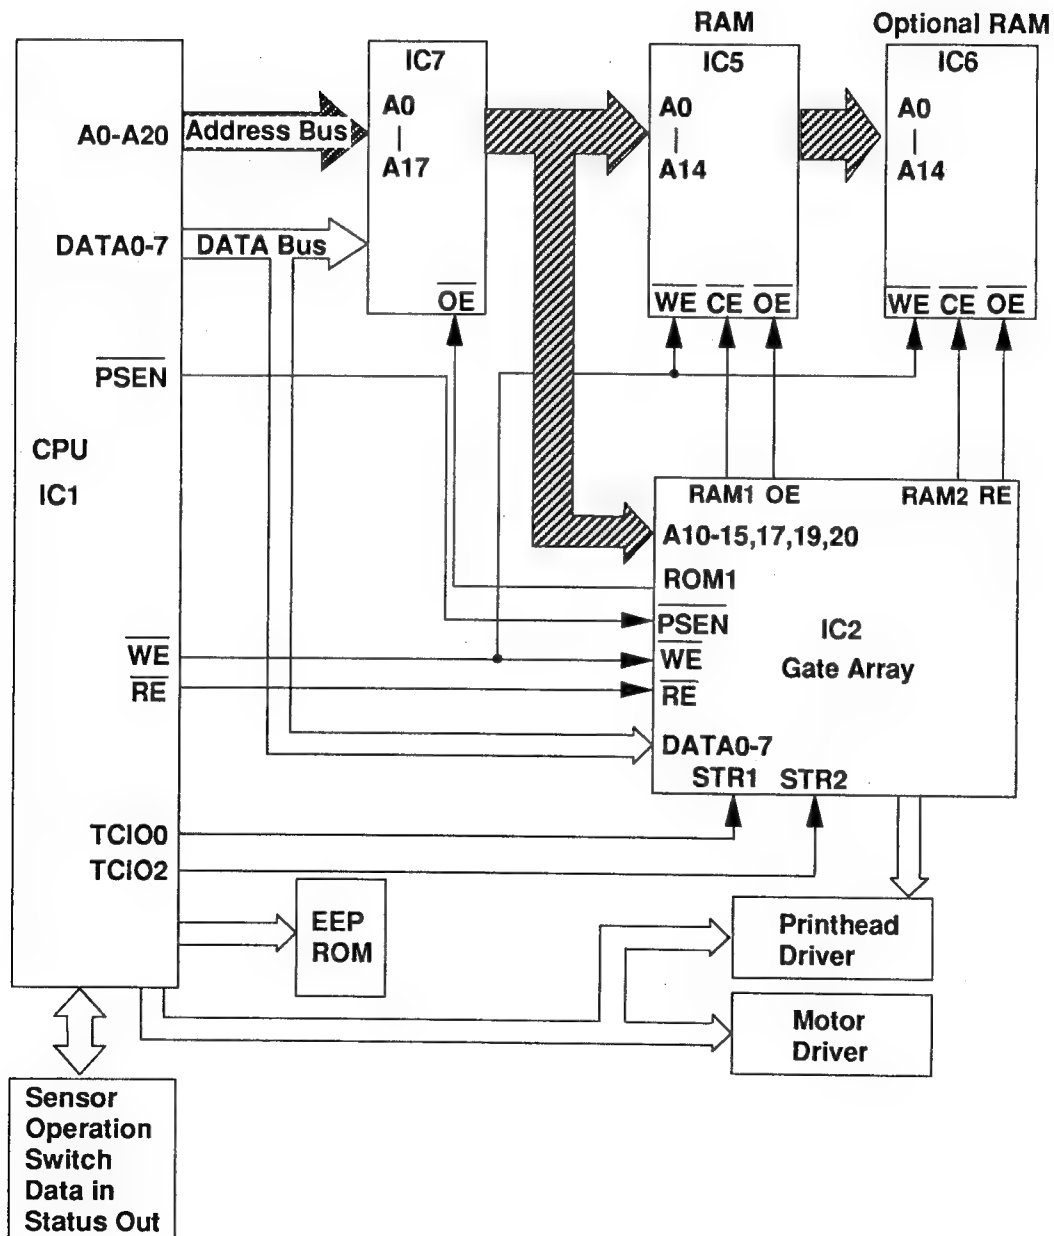 RAM
Optional RAM
IC7
IC5
IC6
A0
A17
A0
A14
A0
A14
A0-A20
Address Bus
DATA0-7
DATA Bus
OE
WE CE OE
WE CE OE
PSEN
CPU
IC1
RAM1 OE
RAM2 RE
A10-15,17,19,20
ROM1
PSEN
WE
RE
IC2
Gate Array
DATA0-7
STR1 STR2
WE
RE
TCIO0
TCIO2
EEP
ROM
Printhead
Driver
Motor
Driver
Sensor
Operation
Switch
Data in
Status Out